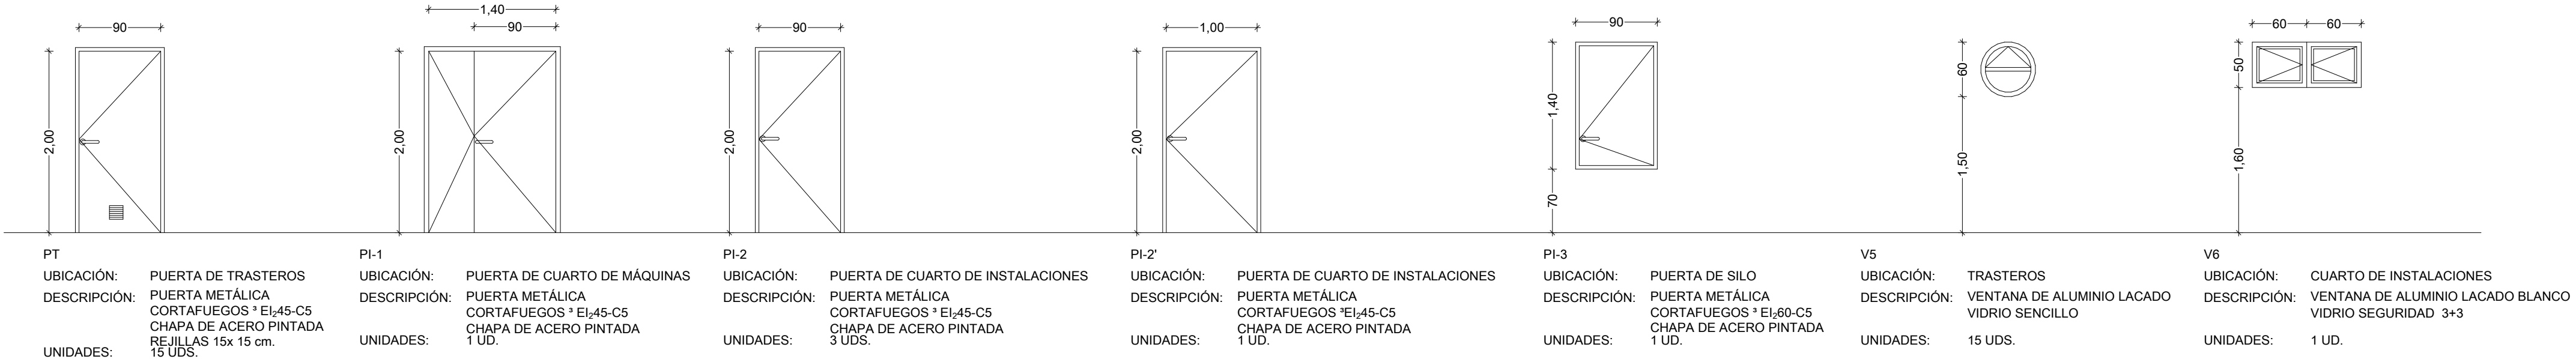 90
2,00
PT
UBICACIÓN: PUERTA DE TRASTEROS
DESCRIPCIÓN: PUERTA METÁLICA
CORTAFUEGOS ³ EI₂45-C5
CHAPA DE ACERO PINTADA
REJILLAS 15x 15 cm.
UNIDADES: 15 UDS.
1,40
90
2,00
PI-1
UBICACIÓN: PUERTA DE CUARTO DE MÁQUINAS
DESCRIPCIÓN: PUERTA METÁLICA
CORTAFUEGOS ³ EI₂45-C5
CHAPA DE ACERO PINTADA
UNIDADES: 1 UD.
90
2,00
PI-2
UBICACIÓN: PUERTA DE CUARTO DE INSTALACIONES
DESCRIPCIÓN: PUERTA METÁLICA
CORTAFUEGOS ³ EI₂45-C5
CHAPA DE ACERO PINTADA
UNIDADES: 3 UDS.
1,00
2,00
PI-2'
UBICACIÓN: PUERTA DE CUARTO DE INSTALACIONES
DESCRIPCIÓN: PUERTA METÁLICA
CORTAFUEGOS ³EI₂45-C5
CHAPA DE ACERO PINTADA
UNIDADES: 1 UD.
90
1,40
70
PI-3
UBICACIÓN: PUERTA DE SILO
DESCRIPCIÓN: PUERTA METÁLICA
CORTAFUEGOS ³ EI₂60-C5
CHAPA DE ACERO PINTADA
UNIDADES: 1 UD.
60
1,50
V5
UBICACIÓN: TRASTEROS
DESCRIPCIÓN: VENTANA DE ALUMINIO LACADO
VIDRIO SENCILLO
UNIDADES: 15 UDS.
60 60
50
1,60
V6
UBICACIÓN: CUARTO DE INSTALACIONES
DESCRIPCIÓN: VENTANA DE ALUMINIO LACADO BLANCO
VIDRIO SEGURIDAD 3+3
UNIDADES: 1 UD.